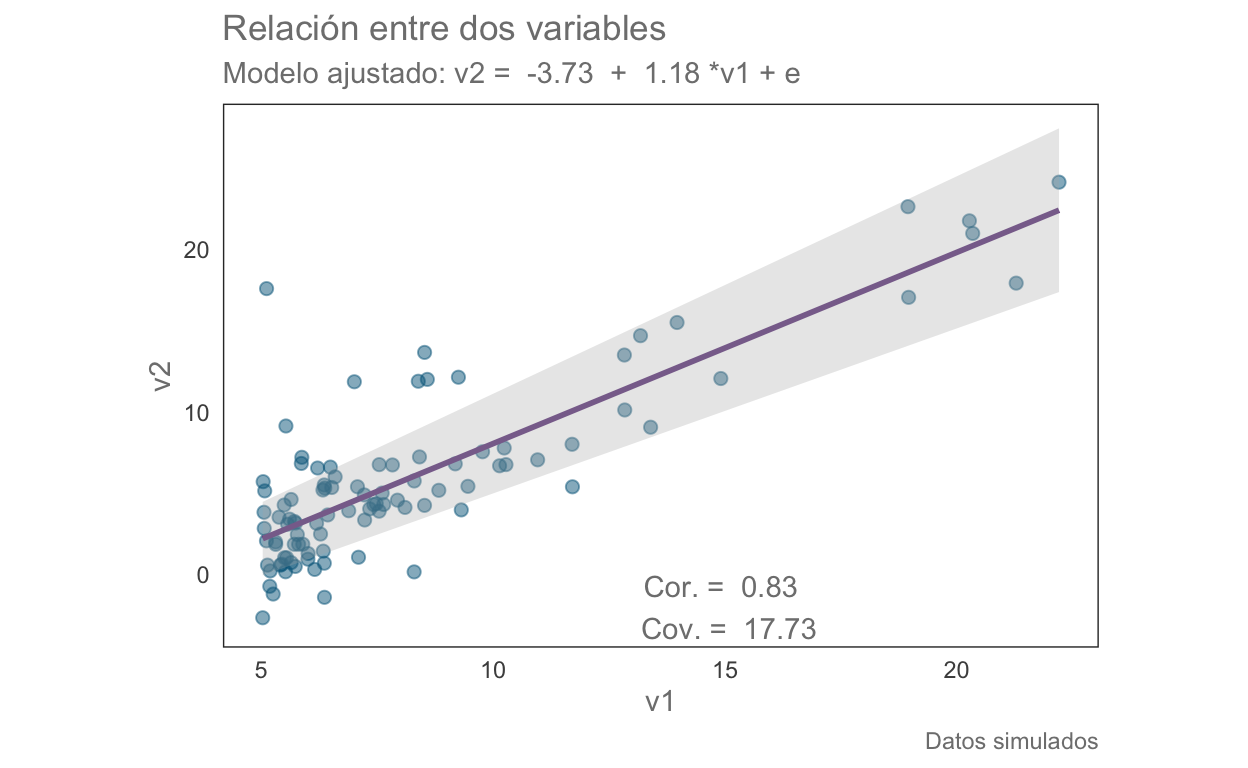 Relación entre dos variables
Modelo ajustado: v2 =  -3.73  +  1.18 *v1 + e
20
10
0
v2
Cor. =  0.83
Cov. =  17.73
5 10 15 20
v1
Datos simulados